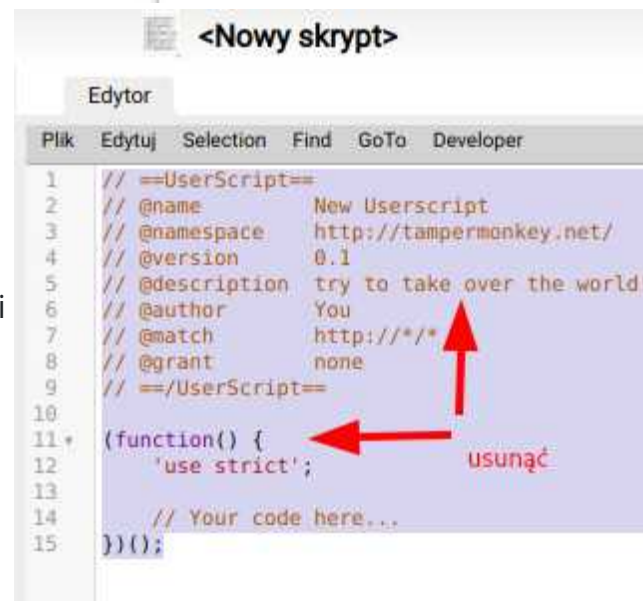 <Nowy skrypt>
Edytor
Plik Edytuj Selection Find GoTo Developer
1 // ==UserScript==
2 // @name New Userscript
3 // @namespace http://tampermonkey.net/
4 // @version 0.1
5 // @description try to take over the world
i
6 // @author You
7 // @match http://*/*
8 // @grant none
9 // ==/UserScript==
10
11 (function() {
12 'use strict';
usunąć
13
14 // Your code here...
15 })();